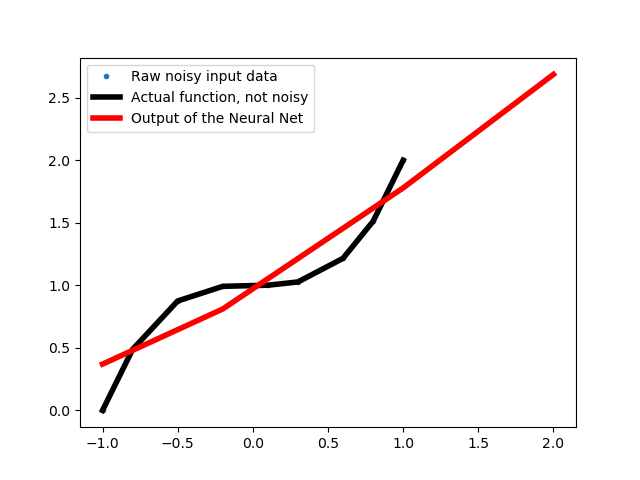 Raw noisy input data
Actual function, not noisy
Output of the Neural Net
2.5
2.0
1.5
1.0
0.5
0.0
−1.0 −0.5 0.0 0.5 1.0 1.5 2.0